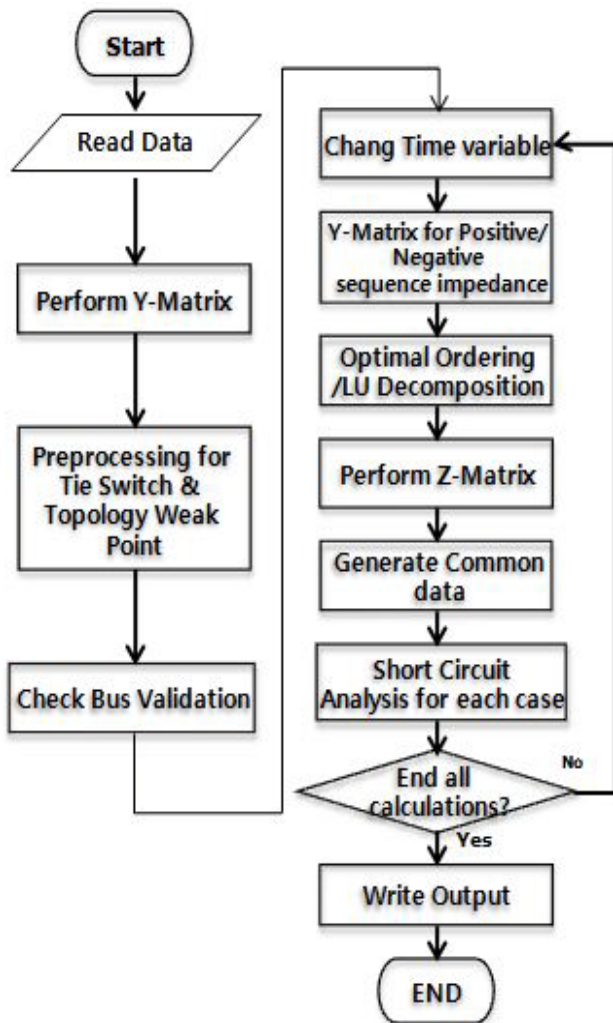 Start
Read Data
Perform Y-Matrix
Preprocessing for
Tie Switch &
Topology Weak
Point
Check Bus Validation
Chang Time variable
Y-Matrix for Positive/
Negative
sequence impedance
Optimal Ordering
/LU Decomposition
Perform Z-Matrix
Generate Common
data
Short Circuit
Analysis for each case
End all
calculations?
No
Yes
Write Output
END